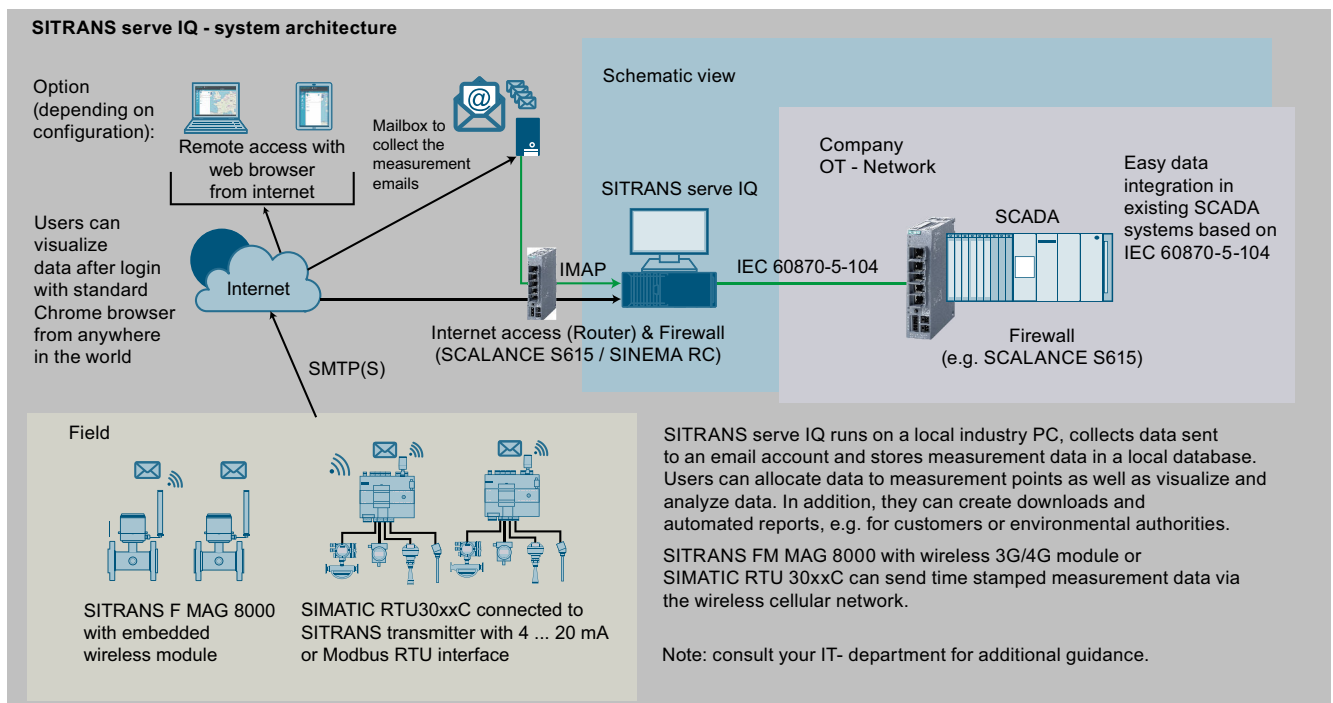 SITRANS serve IQ - system architecture
Option
(depending on
configuration):
Remote access with
web browser
from internet
Mailbox to
collect the
measurement
emails
@
Schematic view
Company
OT - Network
Easy data
integration in
existing SCADA
systems based on
IEC 60870-5-104
SITRANS serve IQ
SCADA
Users can
visualize
data after login
with standard
Chrome browser
from anywhere
in the world
Internet
IMAP
IEC 60870-5-104
Internet access (Router) & Firewall
(SCALANCE S615 / SINEMA RC)
Firewall
(e.g. SCALANCE S615)
SMTP(S)
Field
SITRANS F MAG 8000
with embedded
wireless module
SIMATIC RTU30xxC connected to
SITRANS transmitter with 4 ... 20 mA
or Modbus RTU interface
SITRANS serve IQ runs on a local industry PC, collects data sent
to an email account and stores measurement data in a local database.
Users can allocate data to measurement points as well as visualize and
analyze data. In addition, they can create downloads and
automated reports, e.g. for customers or environmental authorities.
SITRANS FM MAG 8000 with wireless 3G/4G module or
SIMATIC RTU 30xxC can send time stamped measurement data via
the wireless cellular network.
Note: consult your IT- department for additional guidance.